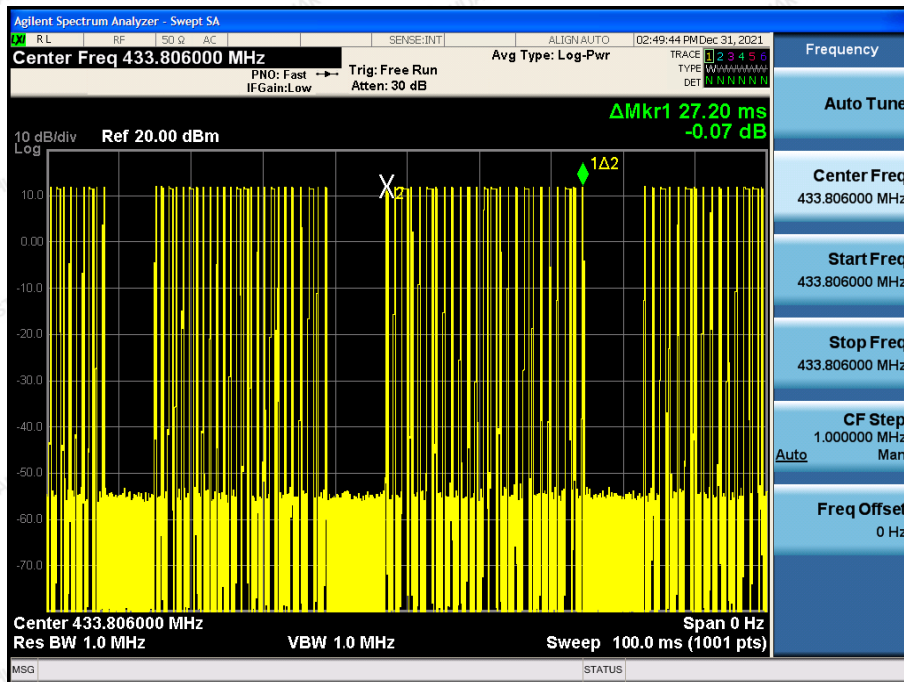 Agilent Spectrum Analyzer - Swept SA
LXI RL RF 50 Ω AC SENSE:INT ALIGN AUTO 02:49:44 PM Dec 31, 2021
Center Freq 433.806000 MHz
Avg Type: Log-Pwr
TRACE 1 2 3 4 5 6
PNO: Fast
Trig: Free Run
TYPE WWWWWW
IFGain:Low
Atten: 30 dB
DET N N N N N N
ΔMkr1 27.20 ms
-0.07 dB
10 dB/div Ref 20.00 dBm
Log
1Δ2
X2
10.0
0.00
-10.0
-20.0
-30.0
-40.0
-50.0
-60.0
-70.0
Center 433.806000 MHz Span 0 Hz
Res BW 1.0 MHz VBW 1.0 MHz Sweep 100.0 ms (1001 pts)
MSG STATUS
Frequency
Auto Tune
Center Freq
433.806000 MHz
Start Freq
433.806000 MHz
Stop Freq
433.806000 MHz
CF Step
1.000000 MHz
Auto Man
Freq Offset
0 Hz